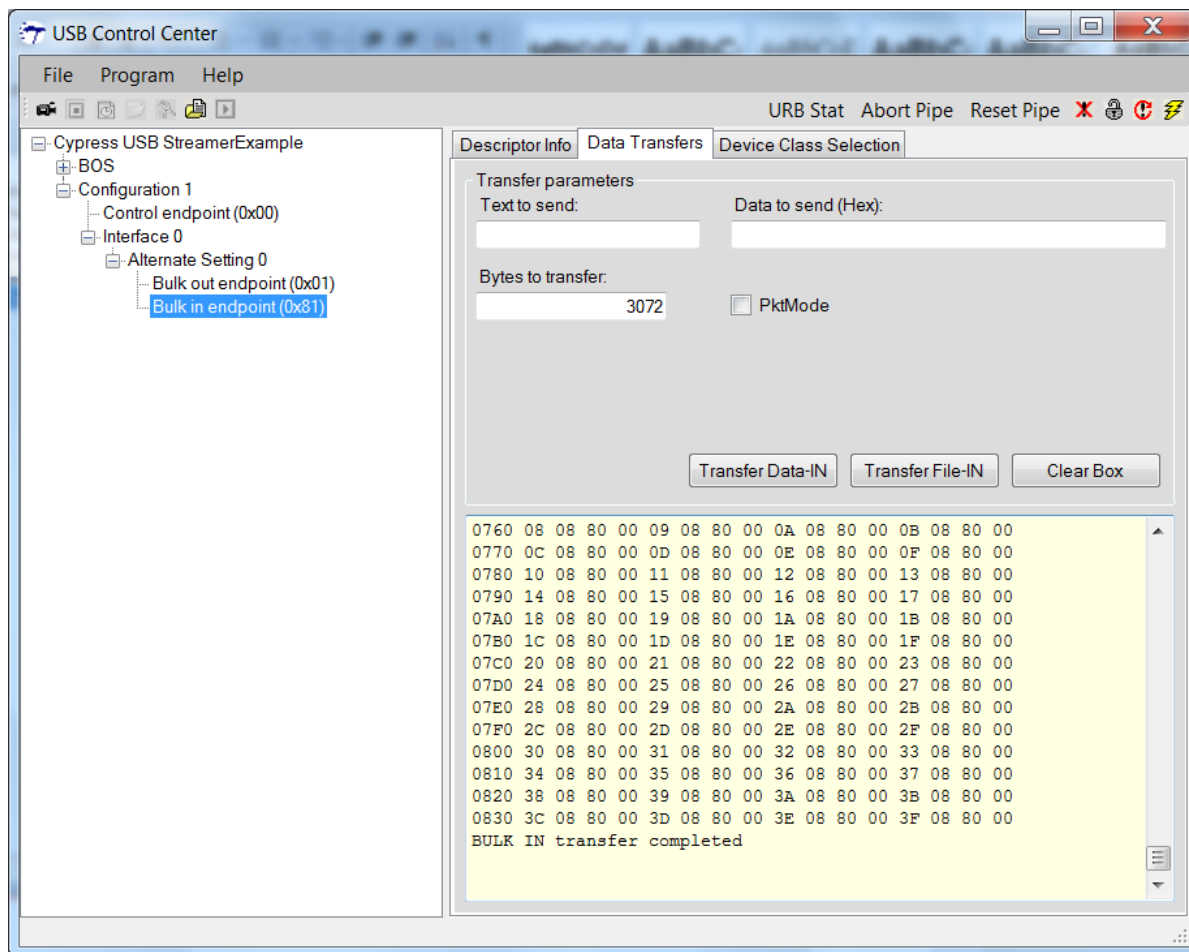 USB Control Center
File Program Help
URB Stat Abort Pipe Reset Pipe
Cypress USB StreamerExample
BOS
Configuration 1
Control endpoint (0x00)
Interface 0
Alternate Setting 0
Bulk out endpoint (0x01)
Bulk in endpoint (0x81)
Descriptor Info Data Transfers Device Class Selection
Transfer parameters
Text to send: Data to send (Hex):
Bytes to transfer:
3072 PktMode
Transfer Data-IN Transfer File-IN Clear Box
0760 08 08 80 00 09 08 80 00 0A 08 80 00 0B 08 80 00
0770 0C 08 80 00 0D 08 80 00 0E 08 80 00 0F 08 80 00
0780 10 08 80 00 11 08 80 00 12 08 80 00 13 08 80 00
0790 14 08 80 00 15 08 80 00 16 08 80 00 17 08 80 00
07A0 18 08 80 00 19 08 80 00 1A 08 80 00 1B 08 80 00
07B0 1C 08 80 00 1D 08 80 00 1E 08 80 00 1F 08 80 00
07C0 20 08 80 00 21 08 80 00 22 08 80 00 23 08 80 00
07D0 24 08 80 00 25 08 80 00 26 08 80 00 27 08 80 00
07E0 28 08 80 00 29 08 80 00 2A 08 80 00 2B 08 80 00
07F0 2C 08 80 00 2D 08 80 00 2E 08 80 00 2F 08 80 00
0800 30 08 80 00 31 08 80 00 32 08 80 00 33 08 80 00
0810 34 08 80 00 35 08 80 00 36 08 80 00 37 08 80 00
0820 38 08 80 00 39 08 80 00 3A 08 80 00 3B 08 80 00
0830 3C 08 80 00 3D 08 80 00 3E 08 80 00 3F 08 80 00
BULK IN transfer completed